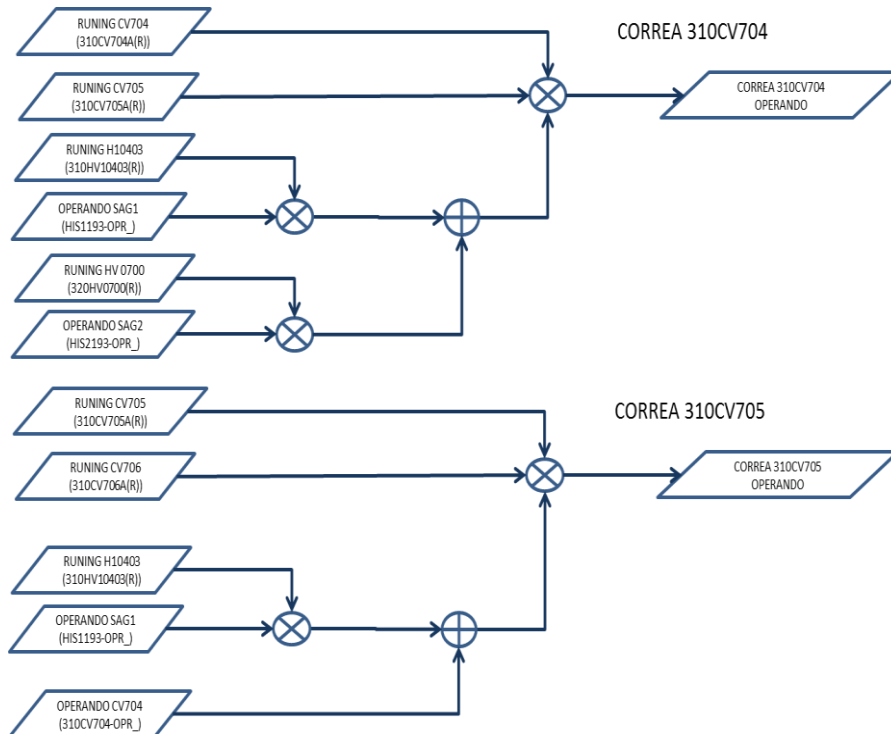 RUNING CV704
(310CV704A(R))
CORREA 310CV704
RUNING CV705
(310CV705A(R))
CORREA 310CV704
OPERANDO
RUNING H10403
(310HV10403(R))
OPERANDO SAG1
(HIS1193-OPR_)
RUNING HV 0700
(320HV0700(R))
OPERANDO SAG2
(HIS2193-OPR_)
RUNING CV705
(310CV705A(R))
CORREA 310CV705
RUNING CV706
(310CV706A(R))
CORREA 310CV705
OPERANDO
RUNING H10403
(310HV10403(R))
OPERANDO SAG1
(HIS1193-OPR_)
OPERANDO CV704
(310CV704-OPR_)